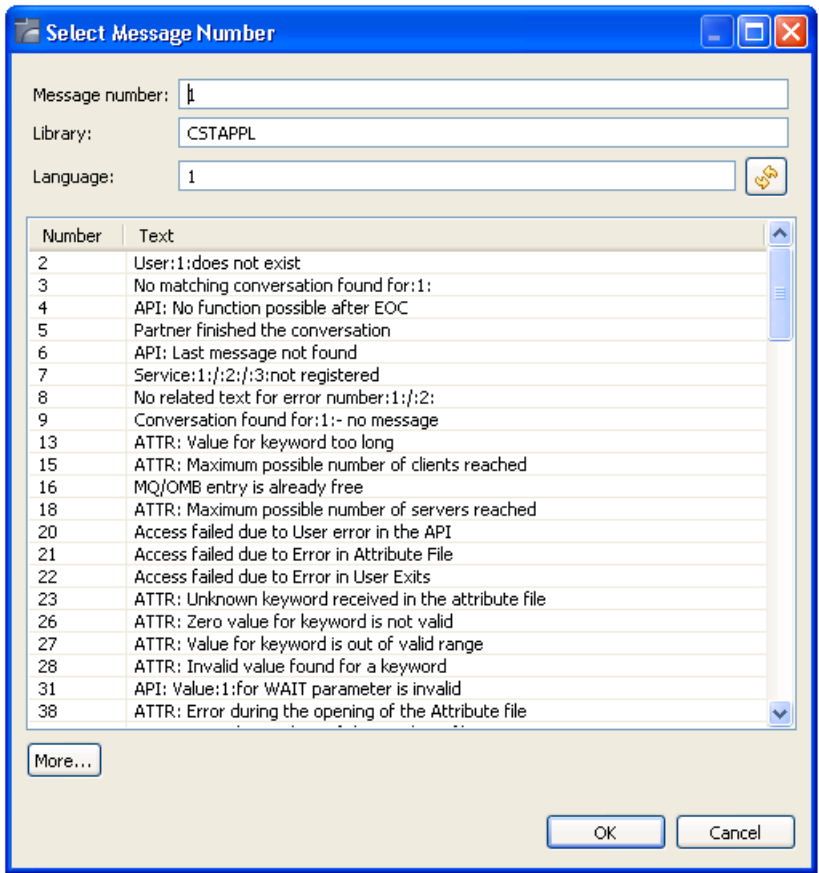 Select Message Number
Message number: 1
Library: CSTAPPL
Language: 1
Number Text
2 User:1:does not exist
3 No matching conversation found for:1:
4 API: No function possible after EOC
5 Partner finished the conversation
6 API: Last message not found
7 Service:1:/:2:/:3:not registered
8 No related text for error number:1:/:2:
9 Conversation found for:1:- no message
13 ATTR: Value for keyword too long
15 ATTR: Maximum possible number of clients reached
16 MQ/OMB entry is already free
18 ATTR: Maximum possible number of servers reached
20 Access failed due to User error in the API
21 Access failed due to Error in Attribute File
22 Access failed due to Error in User Exits
23 ATTR: Unknown keyword received in the attribute file
26 ATTR: Zero value for keyword is not valid
27 ATTR: Value for keyword is out of valid range
28 ATTR: Invalid value found for a keyword
31 API: Value:1:for WAIT parameter is invalid
38 ATTR: Error during the opening of the Attribute file
More...
OK Cancel